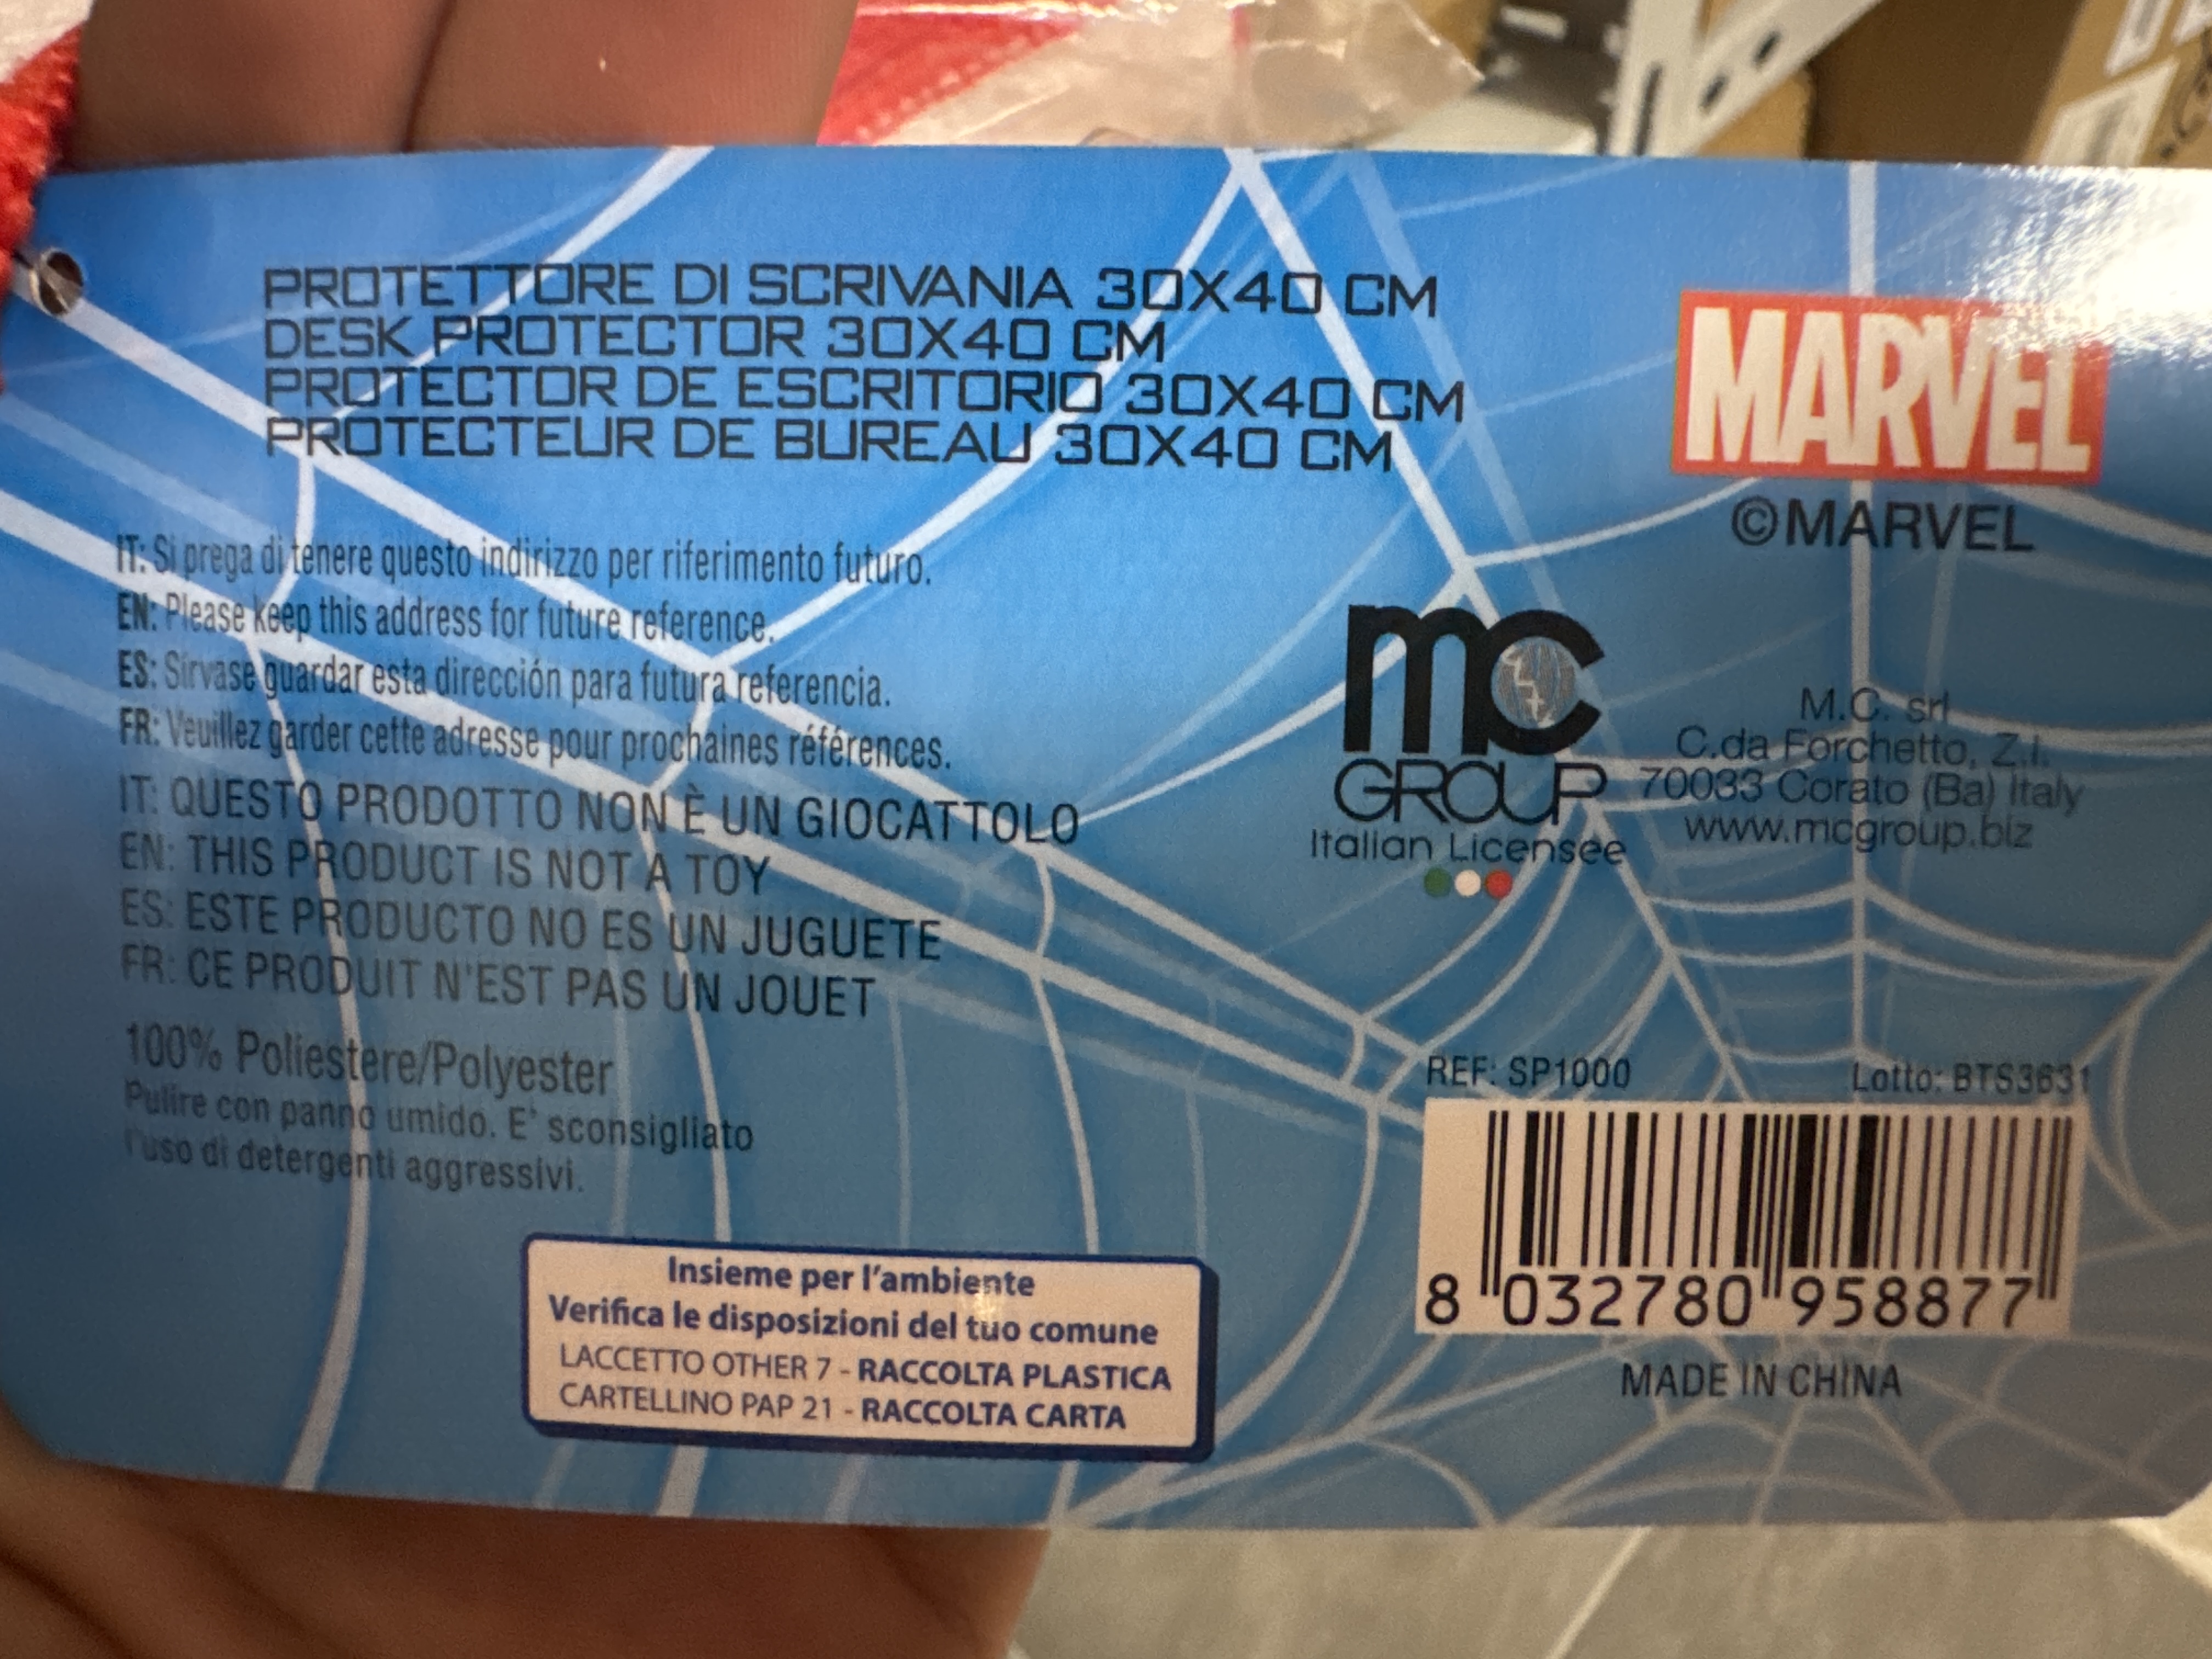 PROTETTORE DI SCRIVANIA 30X40 CM
DESK PROTECTOR 30X40 CM
PROTECTOR DE ESCRITORIO 30X40 CM
PROTECTEUR DE BUREAU 30X40 CM
MARVEL
©MARVEL
IT: Si prega di tenere questo indirizzo per riferimento futuro.
EN: Please keep this address for future reference.
ES: Sírvase guardar esta dirección para futura referencia.
FR: Veuillez garder cette adresse pour prochaines références.
IT: QUESTO PRODOTTO NON È UN GIOCATTOLO
EN: THIS PRODUCT IS NOT A TOY
ES: ESTE PRODUCTO NO ES UN JUGUETE
FR: CE PRODUIT N'EST PAS UN JOUET
100% Poliestere/Polyester
Pulire con panno umido. E' sconsigliato
l'uso di detergenti aggressivi.
mc
GROUP
Italian Licensee
M.C. srl
C.da Forchetto, Z.I.
70033 Corato (Ba) Italy
www.mcgroup.biz
REF: SP1000 Lotto: BTS3631
8 032780 958877
MADE IN CHINA
Insieme per l'ambiente
Verifica le disposizioni del tuo comune
LACCETTO OTHER 7 - RACCOLTA PLASTICA
CARTELLINO PAP 21 - RACCOLTA CARTA